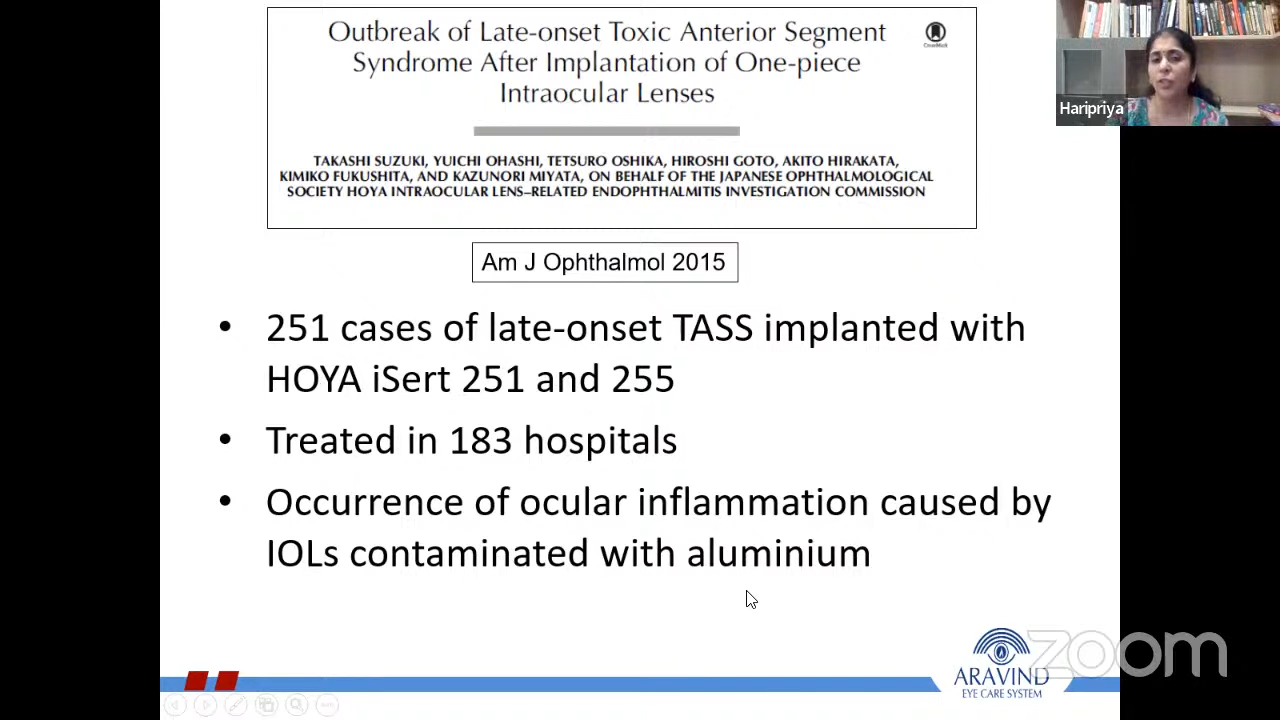 Outbreak of Late-onset Toxic Anterior Segment
Syndrome After Implantation of One-piece
Intraocular Lenses
CrossMark
TAKASHI SUZUKI, YUICHI OHASHI, TETSURO OSHIKA, HIROSHI GOTO, AKITO HIRAKATA,
KIMIKO FUKUSHITA, AND KAZUNORI MIYATA, ON BEHALF OF THE JAPANESE OPHTHALMOLOGICAL
SOCIETY HOYA INTRAOCULAR LENS–RELATED ENDOPHTHALMITIS INVESTIGATION COMMISSION
Haripriya
Am J Ophthalmol 2015
• 251 cases of late-onset TASS implanted with
HOYA iSert 251 and 255
• Treated in 183 hospitals
• Occurrence of ocular inflammation caused by
IOLs contaminated with aluminium
zoom
ARAVIND
EYE CARE SYSTEM